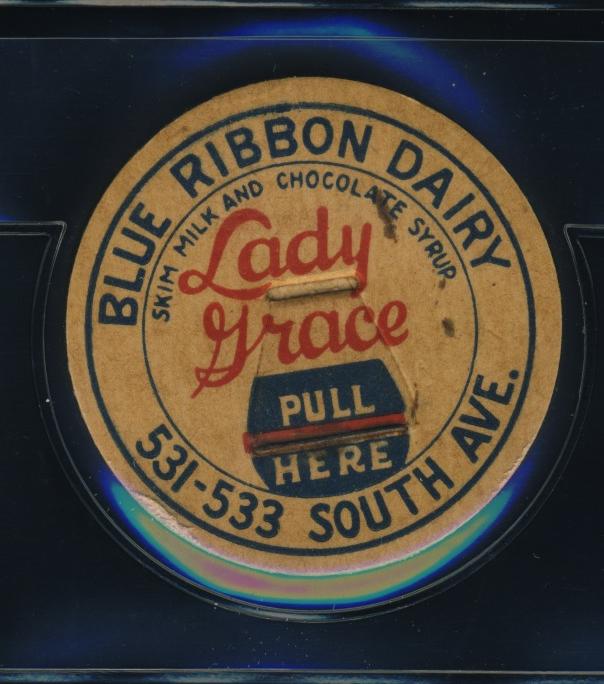 BLUE RIBBON DAIRY
SKIM MILK AND CHOCOLATE SYRUP
Lady
Grace
PULL
HERE
531-533 SOUTH AVE.